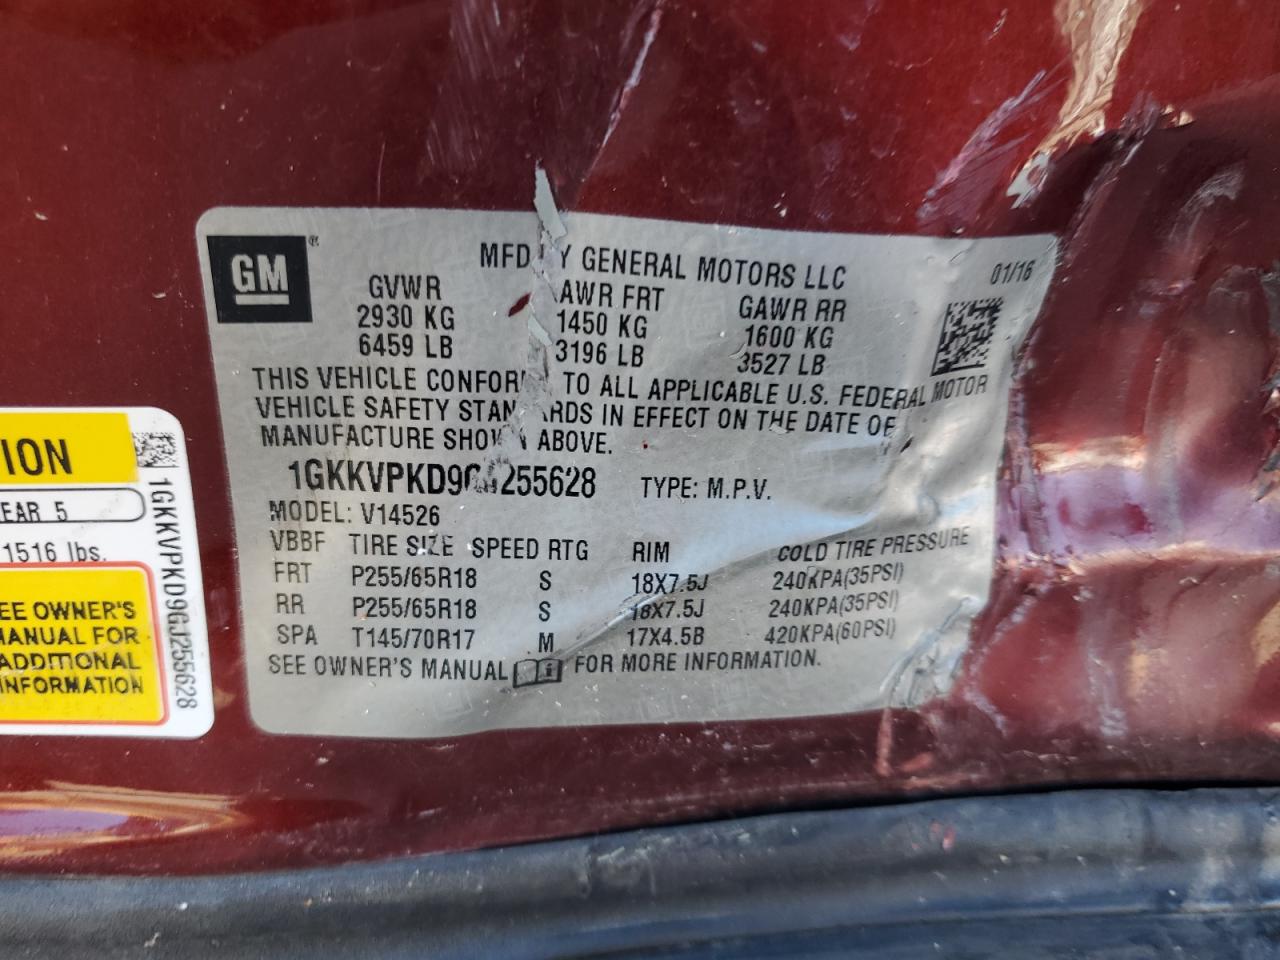 GM®
MFD Y GENERAL MOTORS LLC
01/16
GVWR
2930 KG
6459 LB
AWR FRT
1450 KG
3196 LB
GAWR RR
1600 KG
3527 LB
THIS VEHICLE CONFOR TO ALL APPLICABLE U.S. FEDERAL MOTOR
VEHICLE SAFETY STAN ARDS IN EFFECT ON THE DATE OF
MANUFACTURE SHOWN ABOVE.
1GKKVPKD9GJ255628 TYPE: M.P.V.
MODEL: V14526
VBBF TIRE SIZE SPEED RTG RIM COLD TIRE PRESSURE
FRT P255/65R18 S 18X7.5J 240KPA(35PSI)
RR P255/65R18 S 18X7.5J 240KPA(35PSI)
SPA T145/70R17 M 17X4.5B 420KPA(60PSI)
SEE OWNER'S MANUAL FOR MORE INFORMATION.
ION
EAR 5
1516 lbs.
EE OWNER'S
MANUAL FOR
ADDITIONAL
INFORMATION
1GKKVPKD9GJ255628